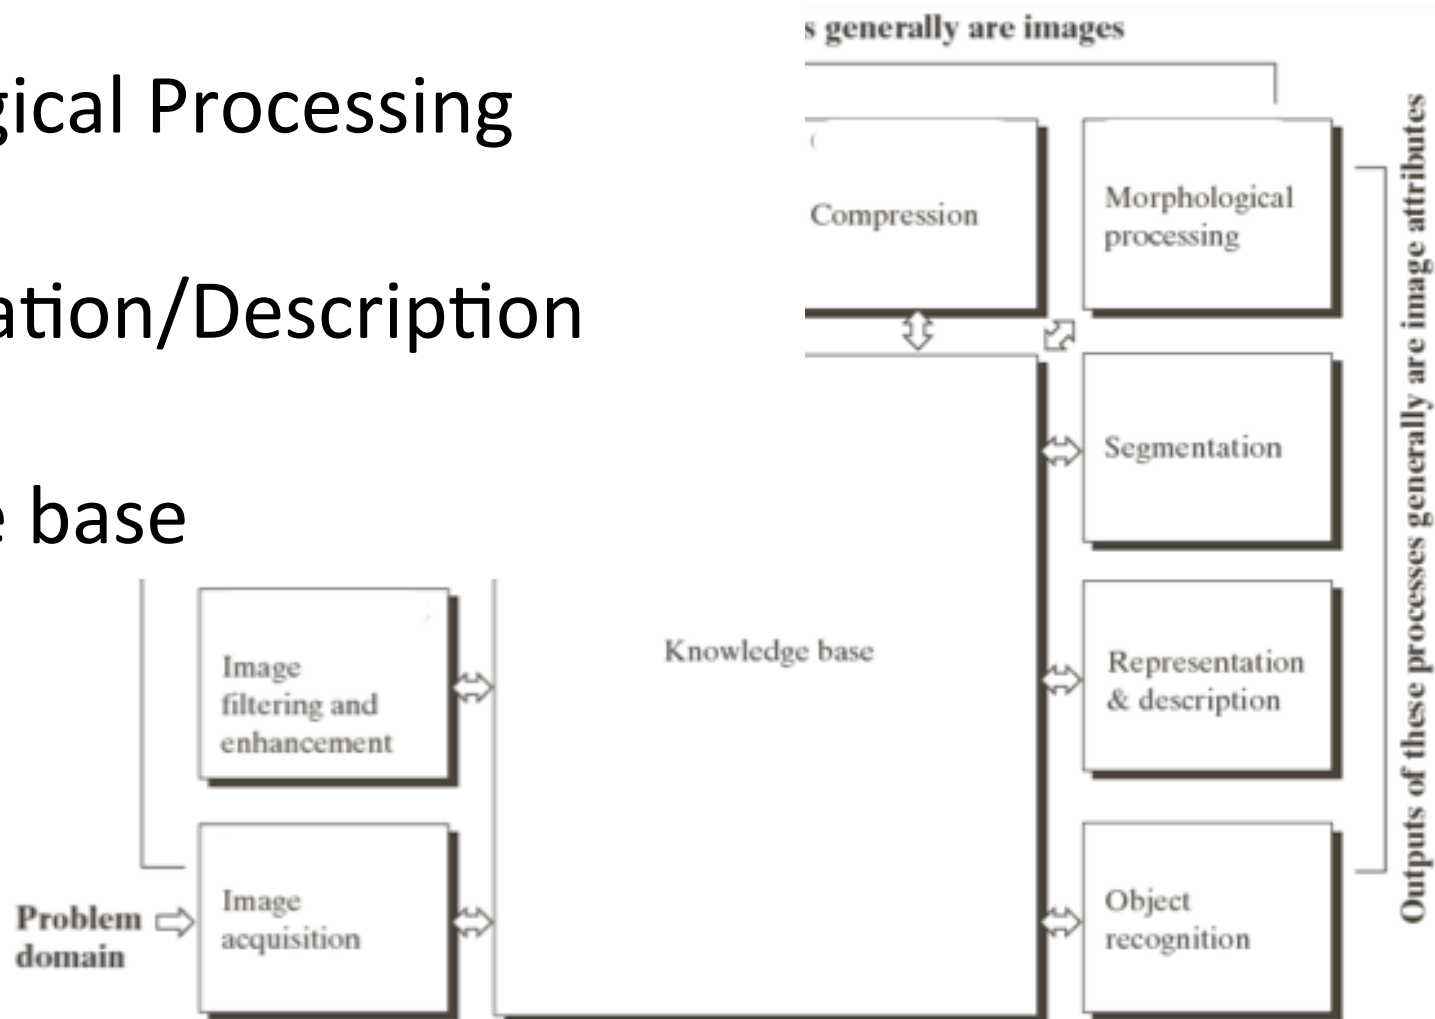 gical Processing
ation/Description
e base
s generally are images
Compression
Morphological
processing
Segmentation
Knowledge base
Image
filtering and
enhancement
Representation
& description
Problem
domain
Image
acquisition
Object
recognition
Outputs of these processes generally are image attributes